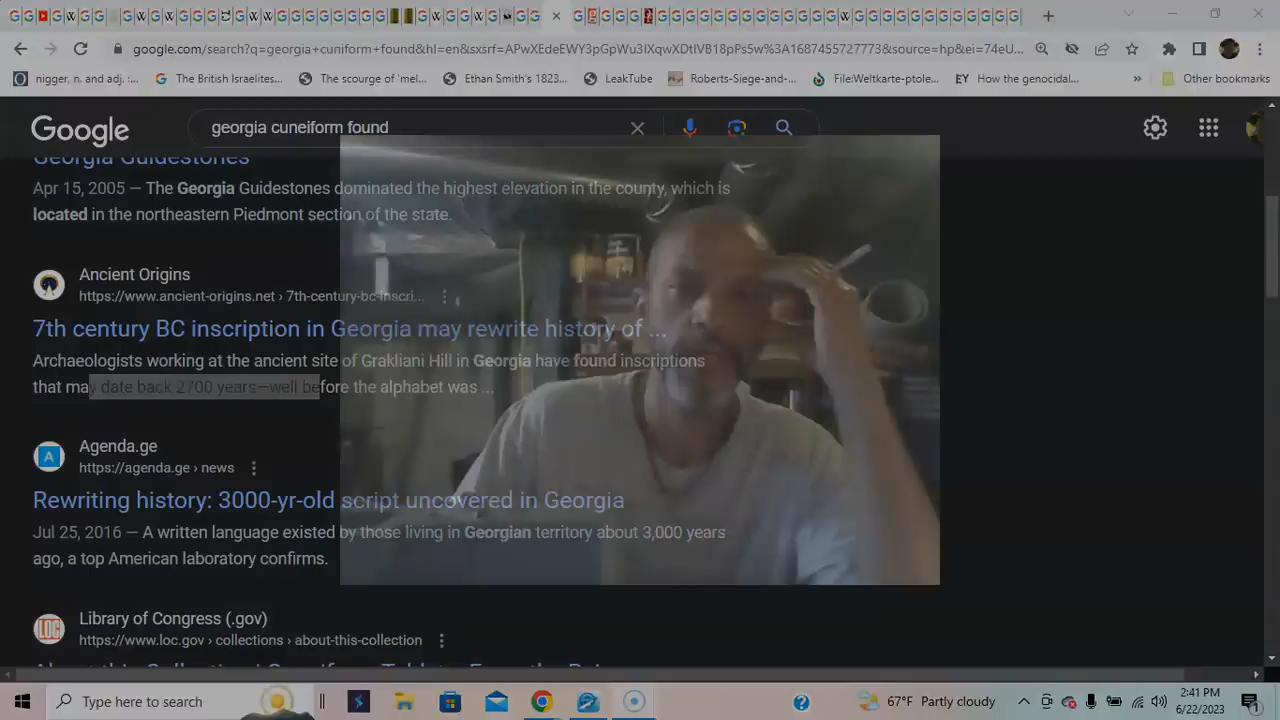 google.com/search?q=georgia+cuniform+found&hl=en&sxsrf=APwXEdeEWY3pGpWu3IXqwXDtIVB18pPs5w%3A1687455727773&source=hp&ei=74eU...
nigger, n. and adj. :...
The British Israelites...
The scourge of 'mel...
Ethan Smith's 1823...
LeakTube
Roberts-Siege-and-...
File:Weltkarte-ptole...
EY How the genocidal...
»
Other bookmarks
Google
georgia cuneiform found
Georgia Guidestones
Apr 15, 2005 — The Georgia Guidestones dominated the highest elevation in the county, which is
located in the northeastern Piedmont section of the state.
Ancient Origins
https://www.ancient-origins.net › 7th-century-bc-inscri...
7th century BC inscription in Georgia may rewrite history of ...
Archaeologists working at the ancient site of Grakliani Hill in Georgia have found inscriptions
that may date back 2700 years—well before the alphabet was ...
A
Agenda.ge
https://agenda.ge › news
Rewriting history: 3000-yr-old script uncovered in Georgia
Jul 25, 2016 — A written language existed by those living in Georgian territory about 3,000 years
ago, a top American laboratory confirms.
LOC
Library of Congress (.gov)
https://www.loc.gov › collections › about-this-collection
Type here to search
67°F Partly cloudy
2:41 PM
6/22/2023